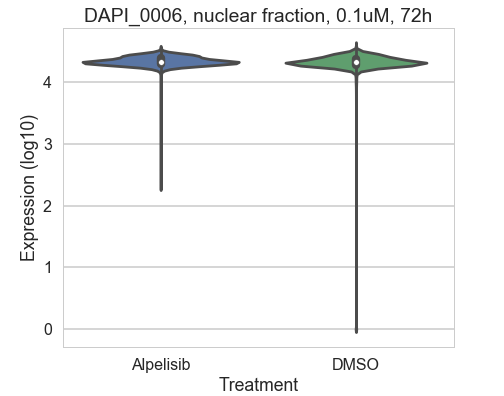 DAPI_0006, nuclear fraction, 0.1uM, 72h
Expression (log10)
4
3
2
1
0
Alpelisib DMSO
Treatment